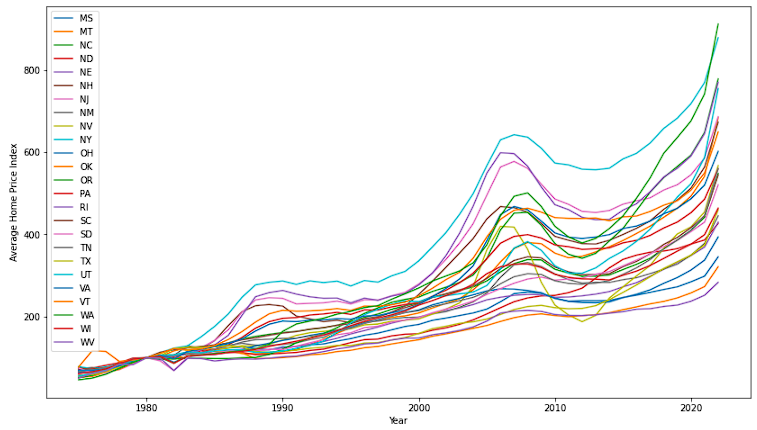 MS
MT
NC
ND
NE
NH
NJ
NM
NV
NY
OH
OK
OR
PA
RI
SC
SD
TN
TX
UT
VA
VT
WA
WI
WV
800
600
400
200
Average Home Price Index
1980
1990
2000
2010
2020
Year